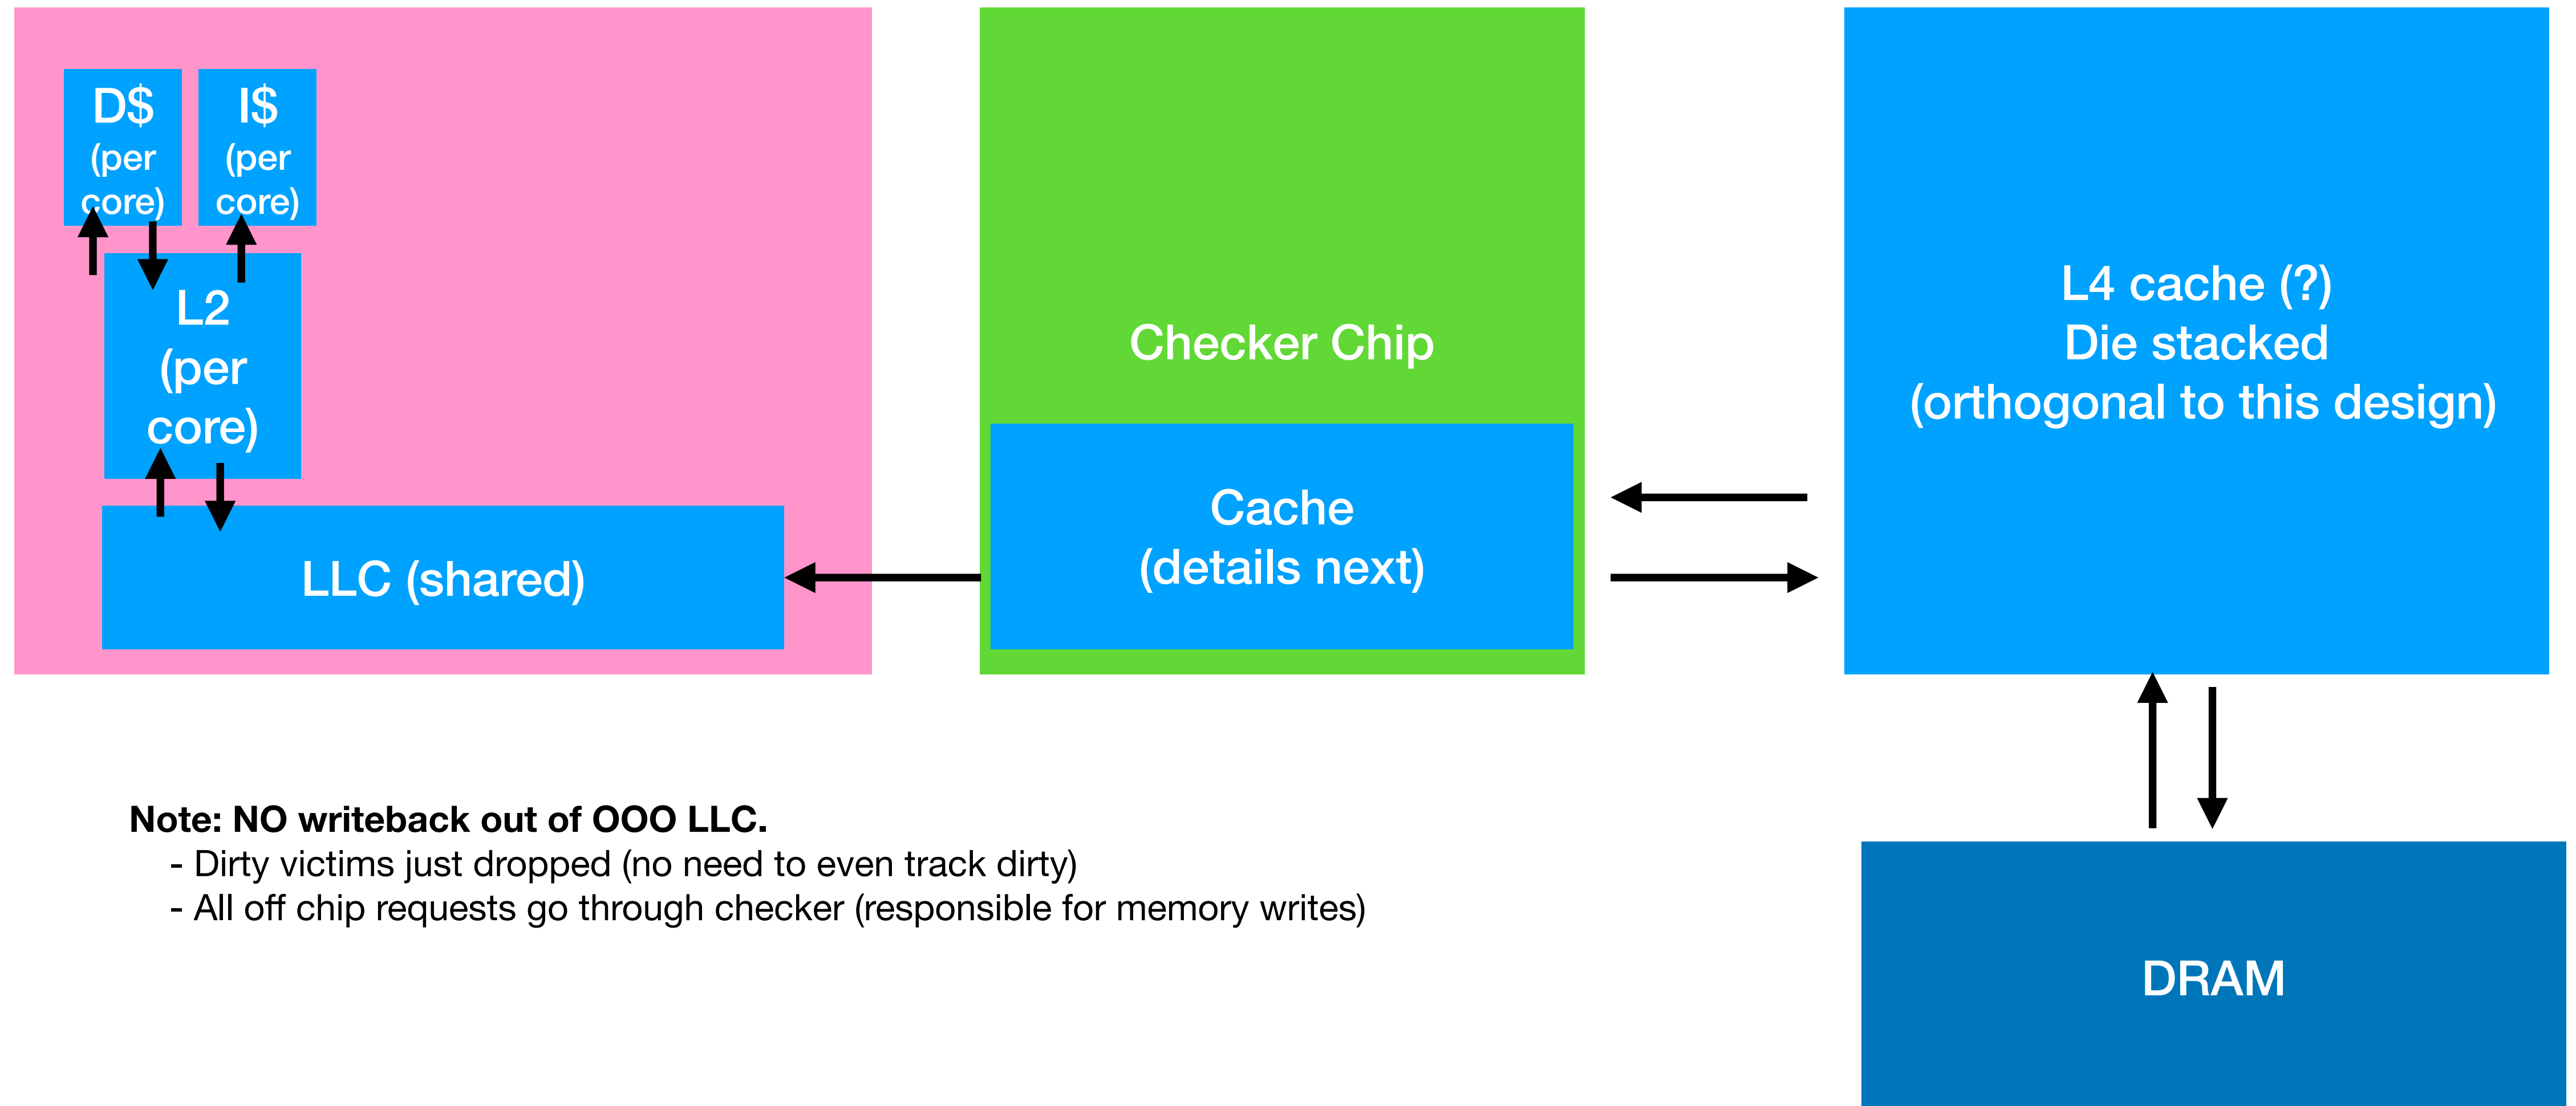 D$
(per
core)
I$
(per
core)
L2
(per
core)
LLC (shared)
Checker Chip
Cache
(details next)
L4 cache (?)
Die stacked
(orthogonal to this design)
DRAM
Note: NO writeback out of OOO LLC.
- Dirty victims just dropped (no need to even track dirty)
- All off chip requests go through checker (responsible for memory writes)